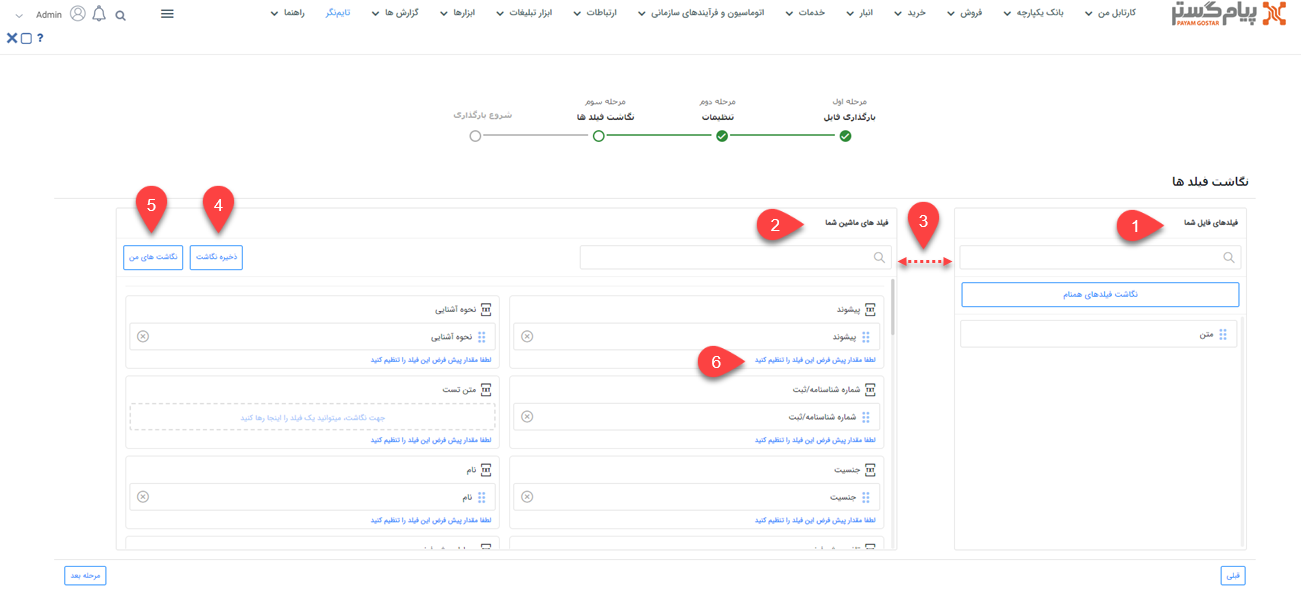 پیام گستر
PAYAM GOSTAR
کارتابل من
بانک یکپارچه
فروش
خرید
انبار
خدمات
اتوماسیون و فرآیندهای سازمانی
ارتباطات
ابزار تبلیغات
ابزارها
گزارش ها
تایم‌نگر
راهنما
Admin
?
مرحله اول
بارگذاری فایل
مرحله دوم
تنظیمات
مرحله سوم
نگاشت فیلد ها
شروع بارگذاری
نگاشت فیلد ها
فیلدهای فایل شما
1
نگاشت فیلدهای همنام
متن
3
فیلد های ماشین شما
2
4
5
ذخیره نگاشت
نگاشت های من
TXT پیشوند
پیشوند
لطفا مقدار پیش فرض این فیلد را تنظیم کنید
6
TXT نحوه آشنایی
نحوه آشنایی
لطفا مقدار پیش فرض این فیلد را تنظیم کنید
TXT شماره شناسنامه/ثبت
شماره شناسنامه/ثبت
لطفا مقدار پیش فرض این فیلد را تنظیم کنید
TXT متن تست
جهت نگاشت، میتوانید یک فیلد را اینجا رها کنید
لطفا مقدار پیش فرض این فیلد را تنظیم کنید
TXT جنسیت
جنسیت
لطفا مقدار پیش فرض این فیلد را تنظیم کنید
TXT نام
نام
لطفا مقدار پیش فرض این فیلد را تنظیم کنید
قبلی
مرحله بعد